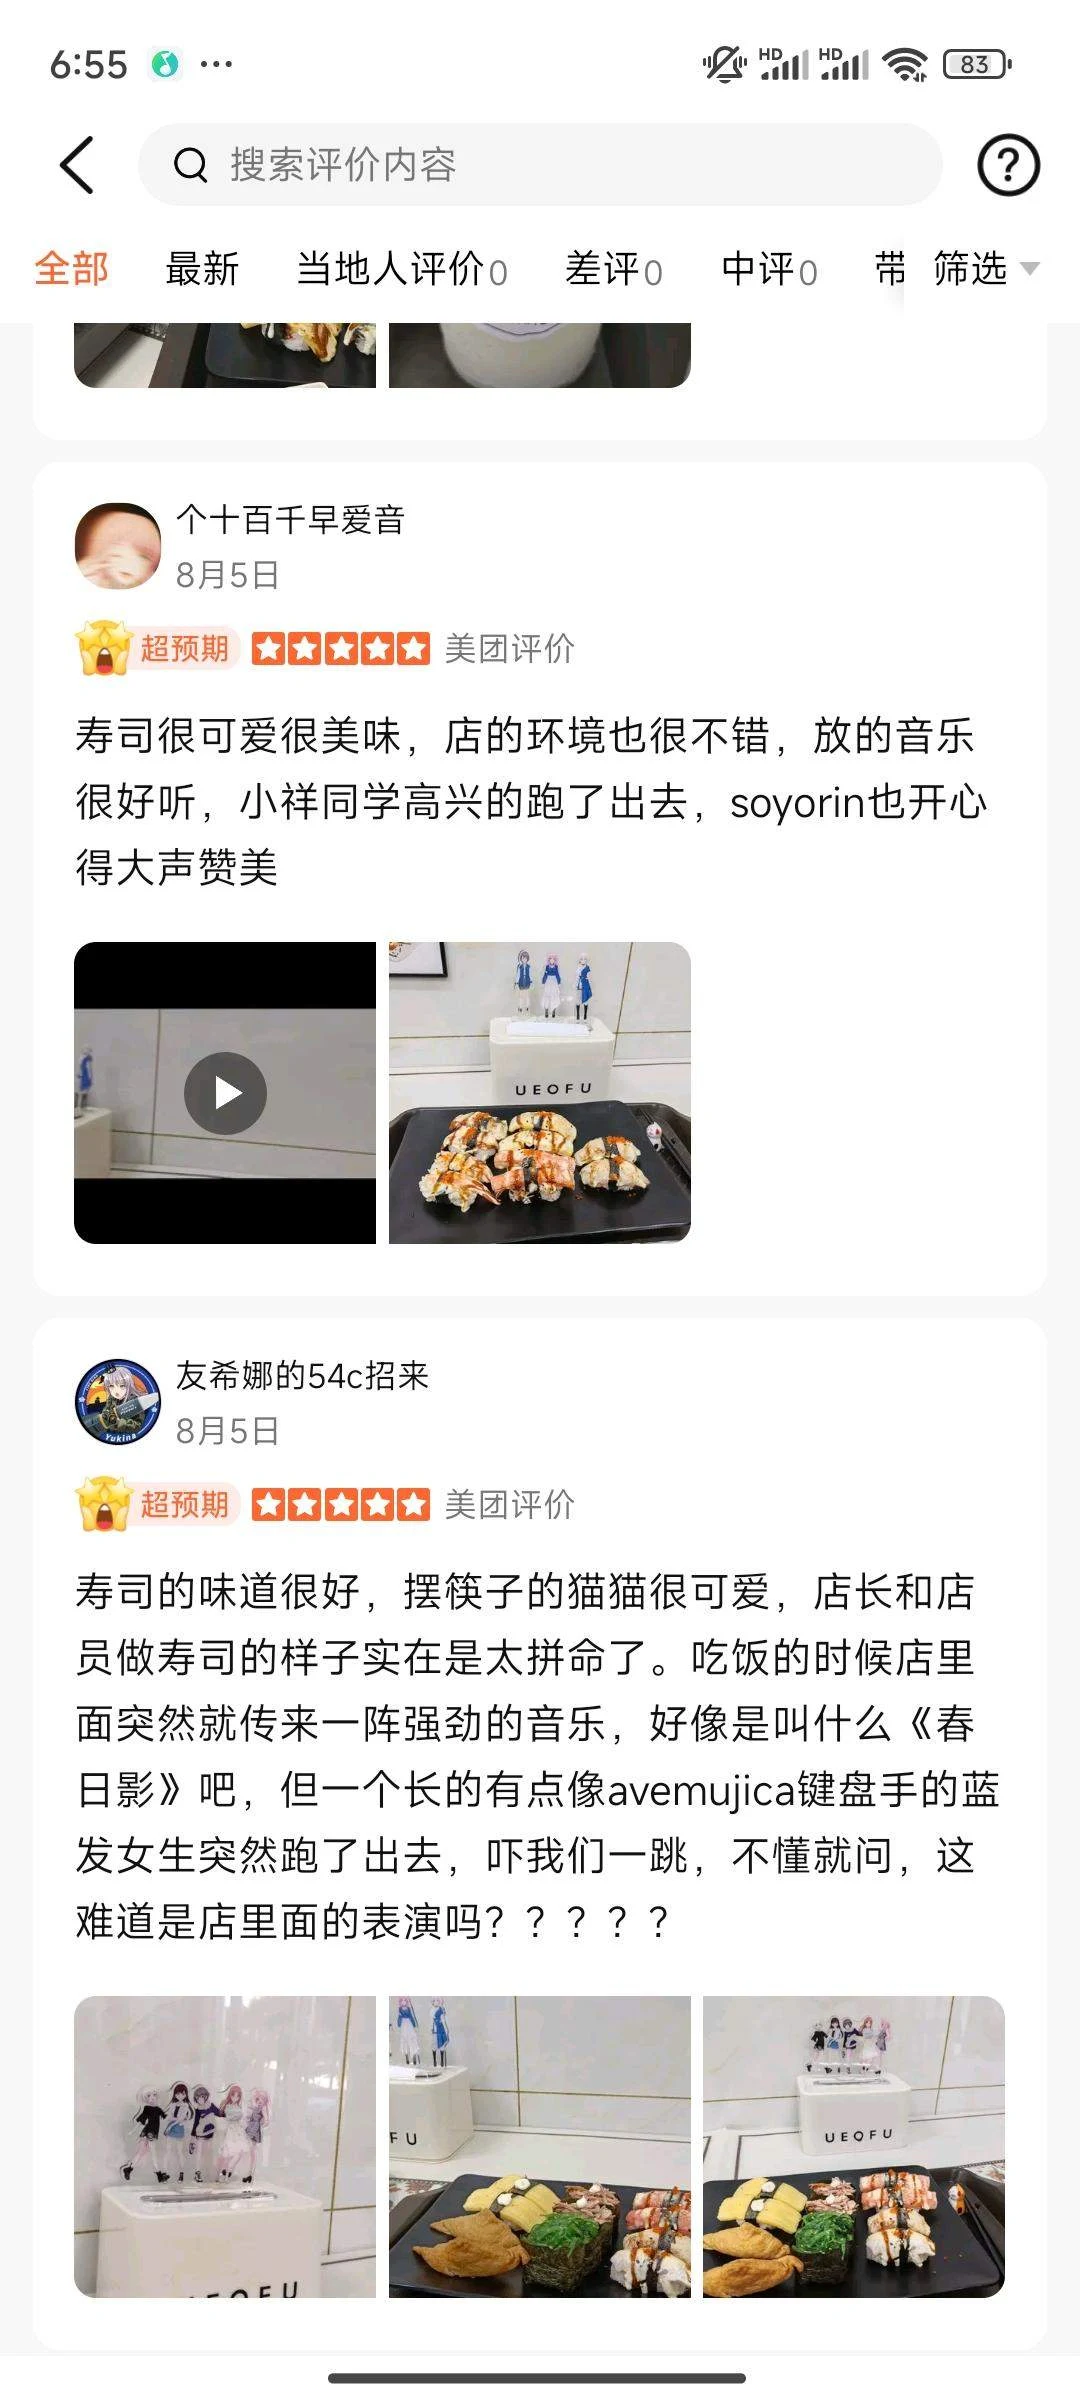 6:55
HD HD 83
搜索评价内容
全部 最新 当地人评价0 差评0 中评0 带 筛选
个十百千早爱音
8月5日
超预期 美团评价
寿司很可爱很美味，店的环境也很不错，放的音乐
很好听，小祥同学高兴的跑了出去，soyorin也开心
得大声赞美
UEOFU
友希娜的54c招来
8月5日
Yukina
超预期 美团评价
寿司的味道很好，摆筷子的猫猫很可爱，店长和店
员做寿司的样子实在是太拼命了。吃饭的时候店里
面突然就传来一阵强劲的音乐，好像是叫什么《春
日影》吧，但一个长的有点像avemujica键盘手的蓝
发女生突然跑了出去，吓我们一跳，不懂就问，这
难道是店里面的表演吗？？？？？
UEOFU
FU
UEOFU